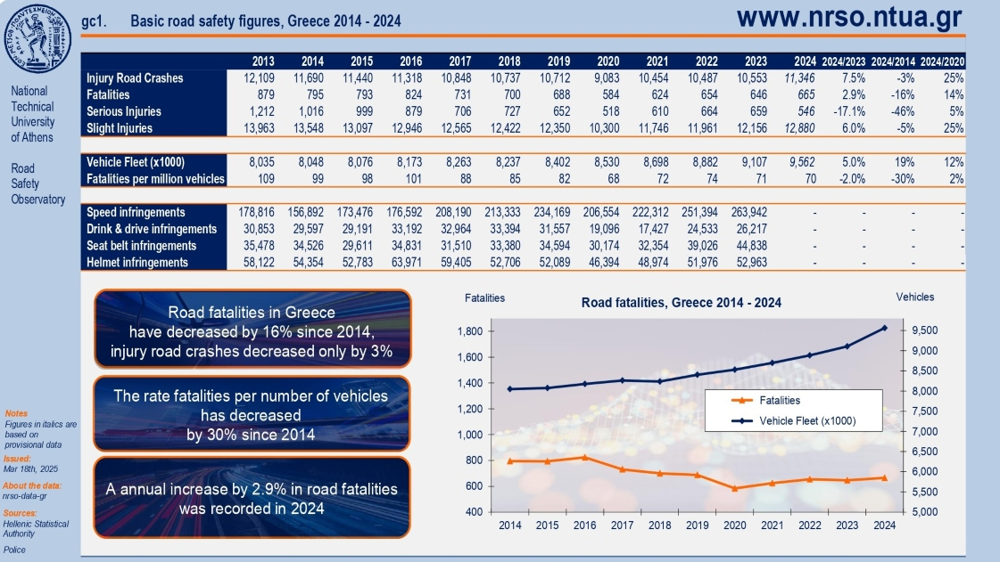 gc1. Basic road safety figures, Greece 2014 - 2024
www.nrso.ntua.gr
National
Technical
University
of Athens
Road
Safety
Observatory
2013 2014 2015 2016 2017 2018 2019 2020 2021 2022 2023 2024 2024/2023 2024/2014 2024/2020
Injury Road Crashes 12,109 11,690 11,440 11,318 10,848 10,737 10,712 9,083 10,454 10,487 10,553 11,346 7.5% -3% 25%
Fatalities 879 795 793 824 731 700 688 584 624 654 646 665 2.9% -16% 14%
Serious Injuries 1,212 1,016 999 879 706 727 652 518 610 664 659 546 -17.1% -46% 5%
Slight Injuries 13,963 13,548 13,097 12,946 12,565 12,422 12,350 10,300 11,746 11,961 12,156 12,880 6.0% -5% 25%
Vehicle Fleet (x1000) 8,035 8,048 8,076 8,173 8,263 8,237 8,402 8,530 8,698 8,882 9,107 9,562 5.0% 19% 12%
Fatalities per million vehicles 109 99 98 101 88 85 82 68 72 74 71 70 -2.0% -30% 2%
Speed infringements 178,816 156,892 173,476 176,592 208,190 213,333 234,169 206,554 222,312 251,394 263,942 - - - -
Drink & drive infringements 30,853 29,597 29,191 33,192 32,964 33,394 31,557 19,096 17,427 24,533 26,217 - - - -
Seat belt infringements 35,478 34,526 29,611 34,831 31,510 33,380 34,594 30,174 32,354 39,026 44,838 - - - -
Helmet infringements 58,122 54,354 52,783 63,971 59,405 52,706 52,089 46,394 48,974 51,976 52,963 - - - -
Road fatalities in Greece
have decreased by 16% since 2014,
injury road crashes decreased only by 3%
The rate fatalities per number of vehicles
has decreased
by 30% since 2014
A annual increase by 2.9% in road fatalities
was recorded in 2024
Fatalities
Road fatalities, Greece 2014 - 2024
Vehicles
1,800
1,600
1,400
1,200
1,000
800
600
400
9,500
9,000
8,500
8,000
7,500
7,000
6,500
6,000
5,500
5,000
Fatalities
Vehicle Fleet (x1000)
2014 2015 2016 2017 2018 2019 2020 2021 2022 2023 2024
Notes
Figures in italics are
based on
provisional data
Issued:
Mar 18th, 2025
About the data:
nrso-data-gr
Sources:
Hellenic Statistical
Authority
Police